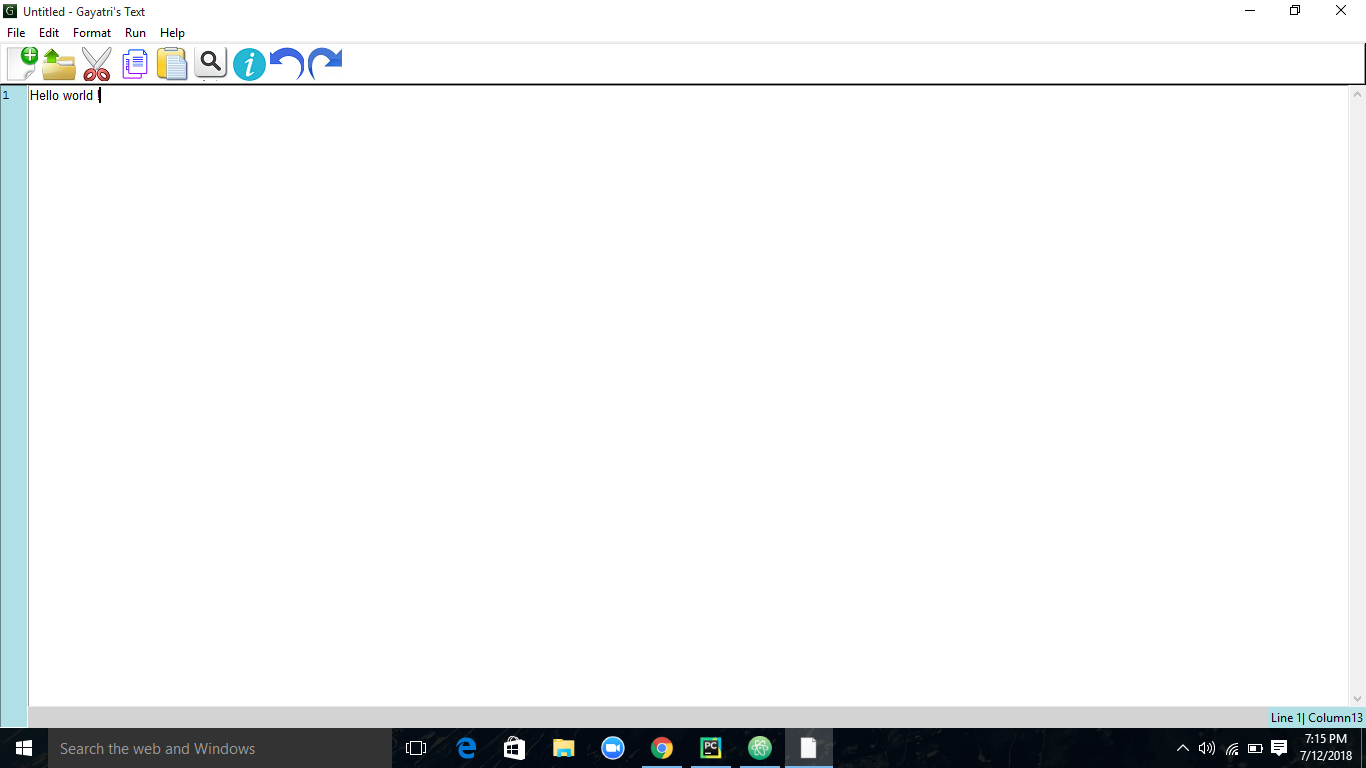 G Untitled - Gayatri's Text
File Edit Format Run Help
i
1 Hello world !
Line 1| Column13
Search the web and Windows
PC
7:15 PM
7/12/2018